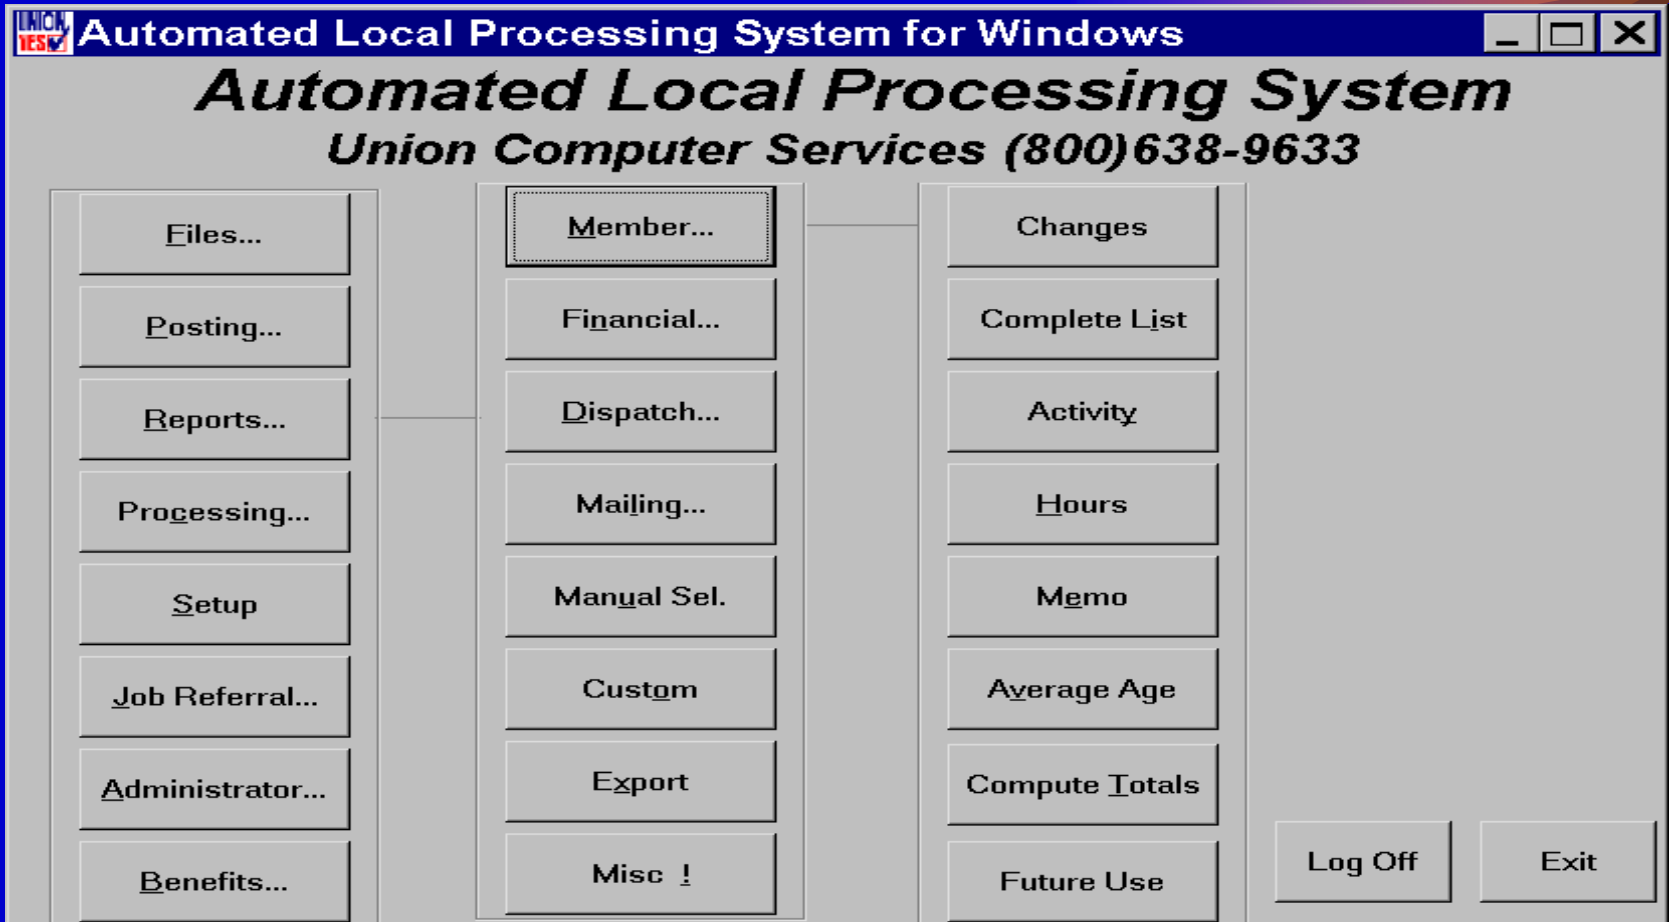 UNION YES
Automated Local Processing System for Windows
Automated Local Processing System
Union Computer Services (800)638-9633
Files...
Posting...
Reports...
Processing...
Setup
Job Referral...
Administrator...
Benefits...
Member...
Financial...
Dispatch...
Mailing...
Manual Sel.
Custom
Export
Misc !
Changes
Complete List
Activity
Hours
Memo
Average Age
Compute Totals
Future Use
Log Off
Exit